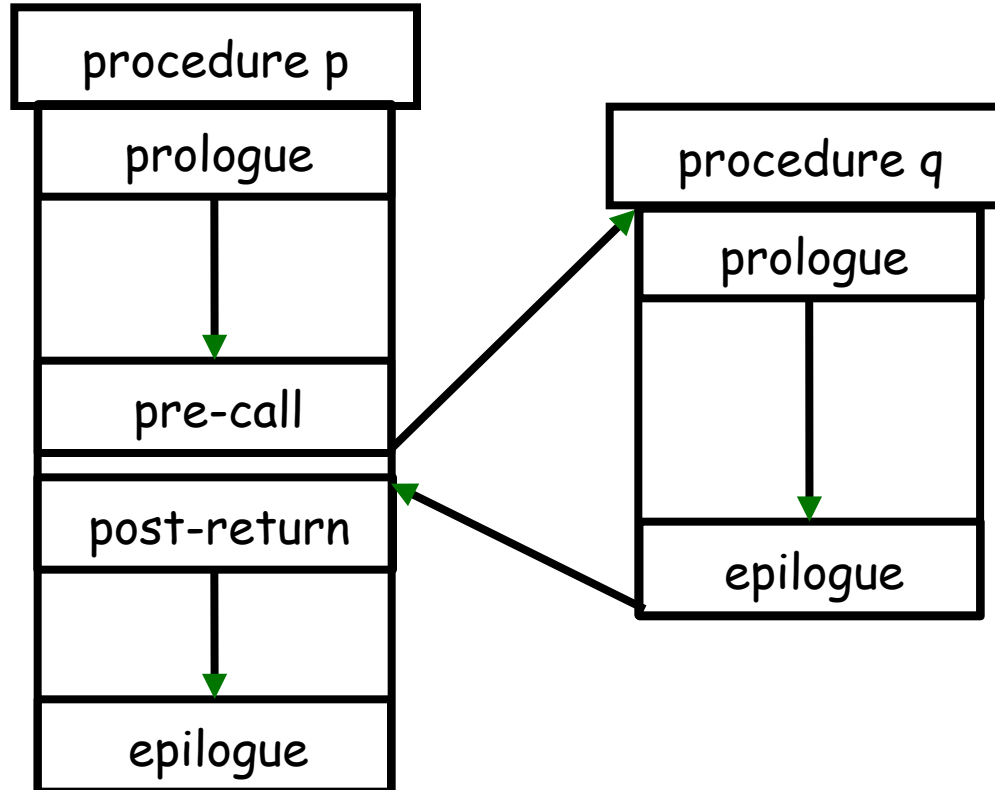 procedure p
prologue
pre-call
post-return
epilogue
procedure q
prologue
epilogue